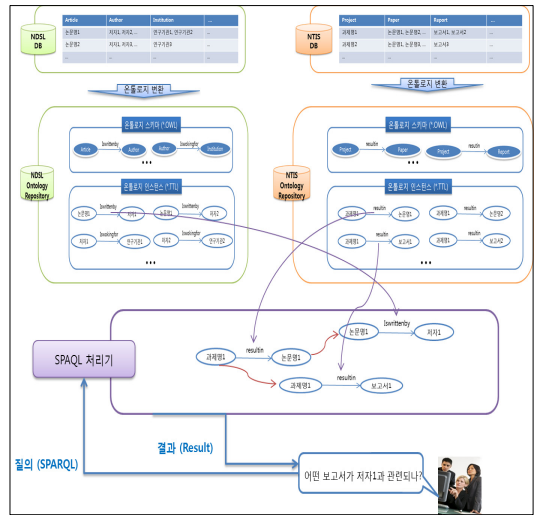 NDSL
DB
Article Author Institution ...
논문명1 저자1, 저자2, ... 연구기관1, 연구기관2 ...
논문명2 저자1, 저자3, ... 연구기관3 ...
... ... ... ...
NTIS
DB
Project Paper Report ...
과제명1 논문명1, 논문명2, ... 보고서1, 보고서2 ...
과제명2 논문명1, 논문명3, ... 보고서3 ...
... ... ... ...
온톨로지 변환
온톨로지 변환
NDSL
Ontology
Repository
온톨로지 스키마 (*.OWL)
Article Iswrittenby Author Author Iswokingfor Institution
...
온톨로지 인스턴스 (*.TTL)
논문명1 Iswrittenby 저자1 논문명1 Iswrittenby 저자2
저자1 Iswokingfor 연구기관1 저자2 Iswokingfor 연구기관2
...
NTIS
Ontology
Repository
온톨로지 스키마 (*.OWL)
Project resultin Paper Project resultin Report
...
온톨로지 인스턴스 (*.TTL)
과제명1 resultin 논문명1 과제명1 resultin 논문명2
과제명1 resultin 보고서1 과제명1 resultin 보고서2
...
SPAQL 처리기
논문명1 Iswrittenby 저자1
과제명1 resultin 논문명1
과제명1 resultin 보고서1
결과 (Result)
질의 (SPARQL)
어떤 보고서가 저자1과 관련되나?